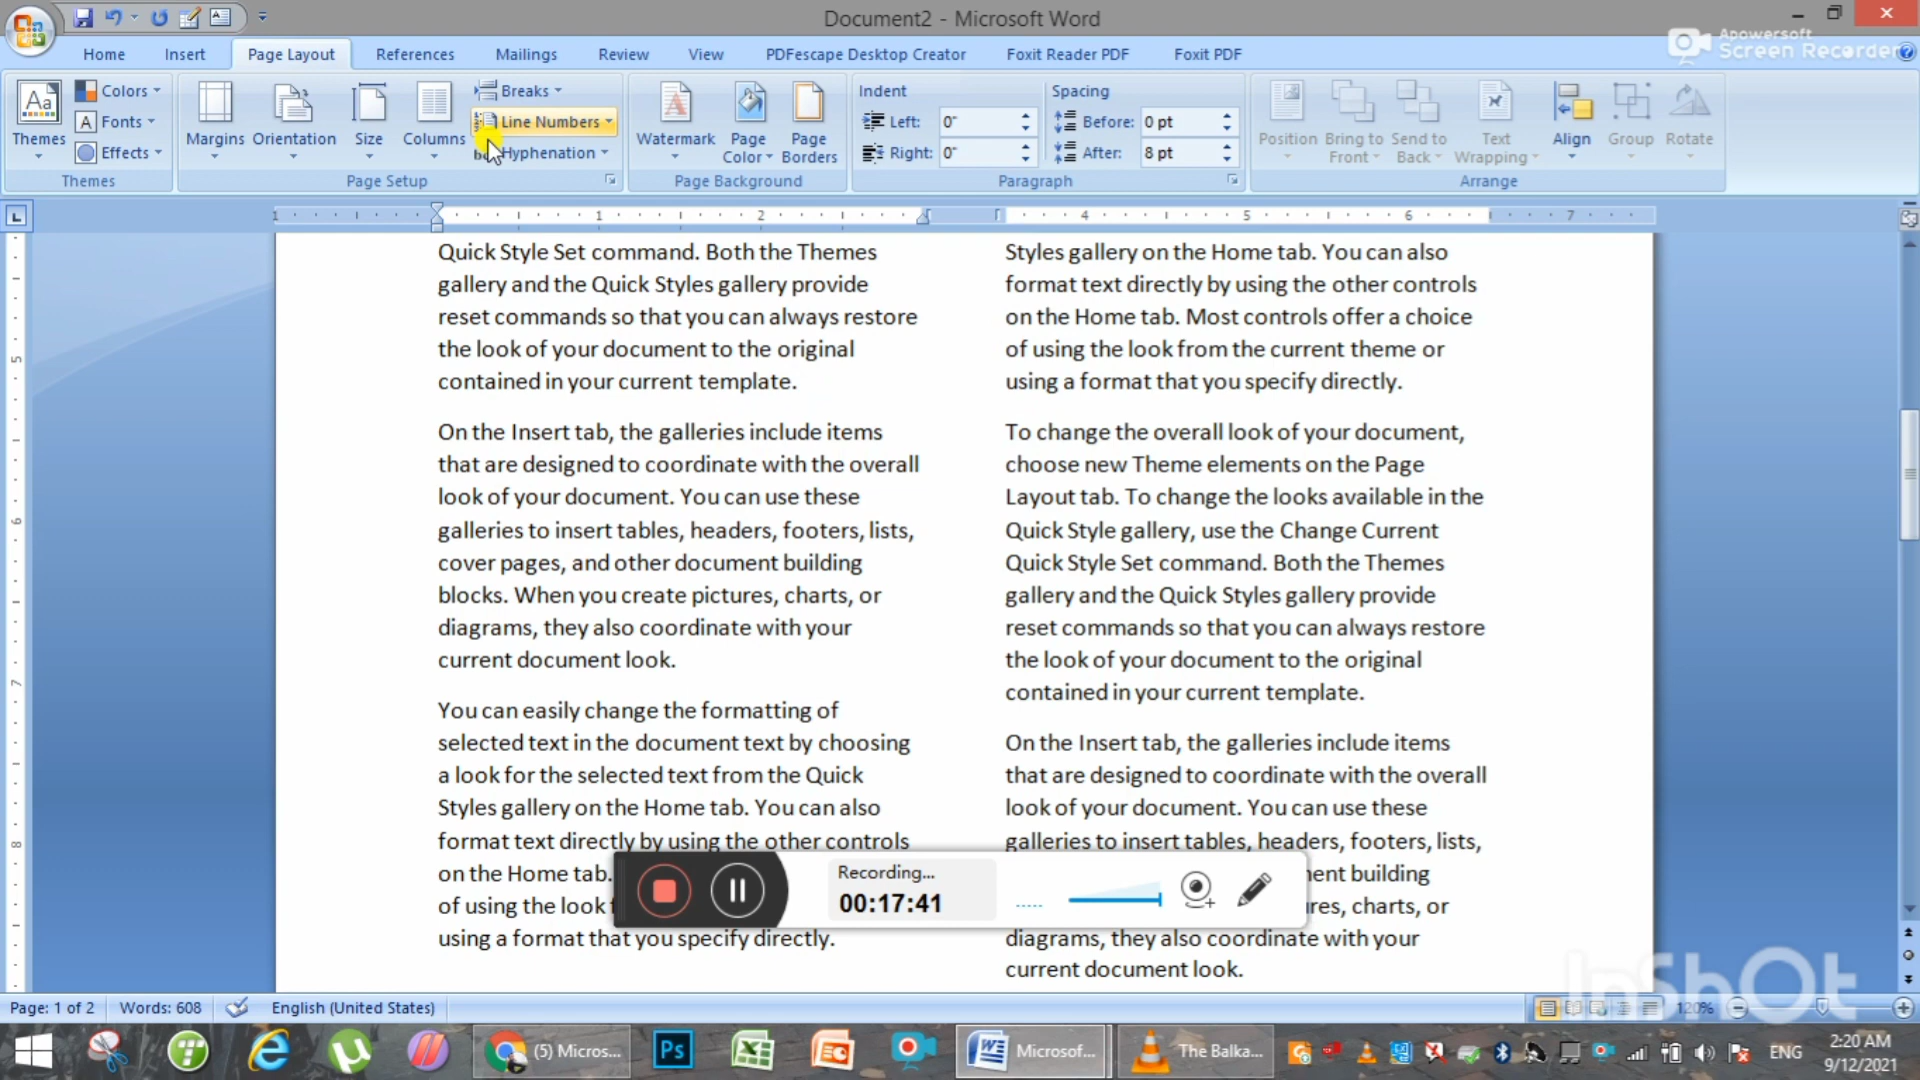 Document2 - Microsoft Word
Apowersoft
Screen Recorder
Home Insert Page Layout References Mailings Review View PDFescape Desktop Creator Foxit Reader PDF Foxit PDF
Themes
Colors
Fonts
Effects
Themes
Margins
Orientation
Size
Columns
Breaks
Line Numbers
Hyphenation
Page Setup
Watermark
Page Color
Page Borders
Page Background
Indent
Left: 0"
Right: 0"
Spacing
Before: 0 pt
After: 8 pt
Paragraph
Position
Bring to Front
Send to Back
Text Wrapping
Align
Group
Rotate
Arrange
1 1 2 4 5 6 7
5
6
7
8
Quick Style Set command. Both the Themes
gallery and the Quick Styles gallery provide
reset commands so that you can always restore
the look of your document to the original
contained in your current template.
On the Insert tab, the galleries include items
that are designed to coordinate with the overall
look of your document. You can use these
galleries to insert tables, headers, footers, lists,
cover pages, and other document building
blocks. When you create pictures, charts, or
diagrams, they also coordinate with your
current document look.
You can easily change the formatting of
selected text in the document text by choosing
a look for the selected text from the Quick
Styles gallery on the Home tab. You can also
format text directly by using the other controls
on the Home tab.
of using the look
using a format that you specify directly.
Styles gallery on the Home tab. You can also
format text directly by using the other controls
on the Home tab. Most controls offer a choice
of using the look from the current theme or
using a format that you specify directly.
To change the overall look of your document,
choose new Theme elements on the Page
Layout tab. To change the looks available in the
Quick Style gallery, use the Change Current
Quick Style Set command. Both the Themes
gallery and the Quick Styles gallery provide
reset commands so that you can always restore
the look of your document to the original
contained in your current template.
On the Insert tab, the galleries include items
that are designed to coordinate with the overall
look of your document. You can use these
galleries to insert tables, headers, footers, lists,
building
charts, or
diagrams, they also coordinate with your
current document look.
Recording...
00:17:41
InShOt
Page: 1 of 2 Words: 608 English (United States) 120%
(5) Micros...
Ps
Microsof...
The Balka...
ENG
2:20 AM
9/12/2021